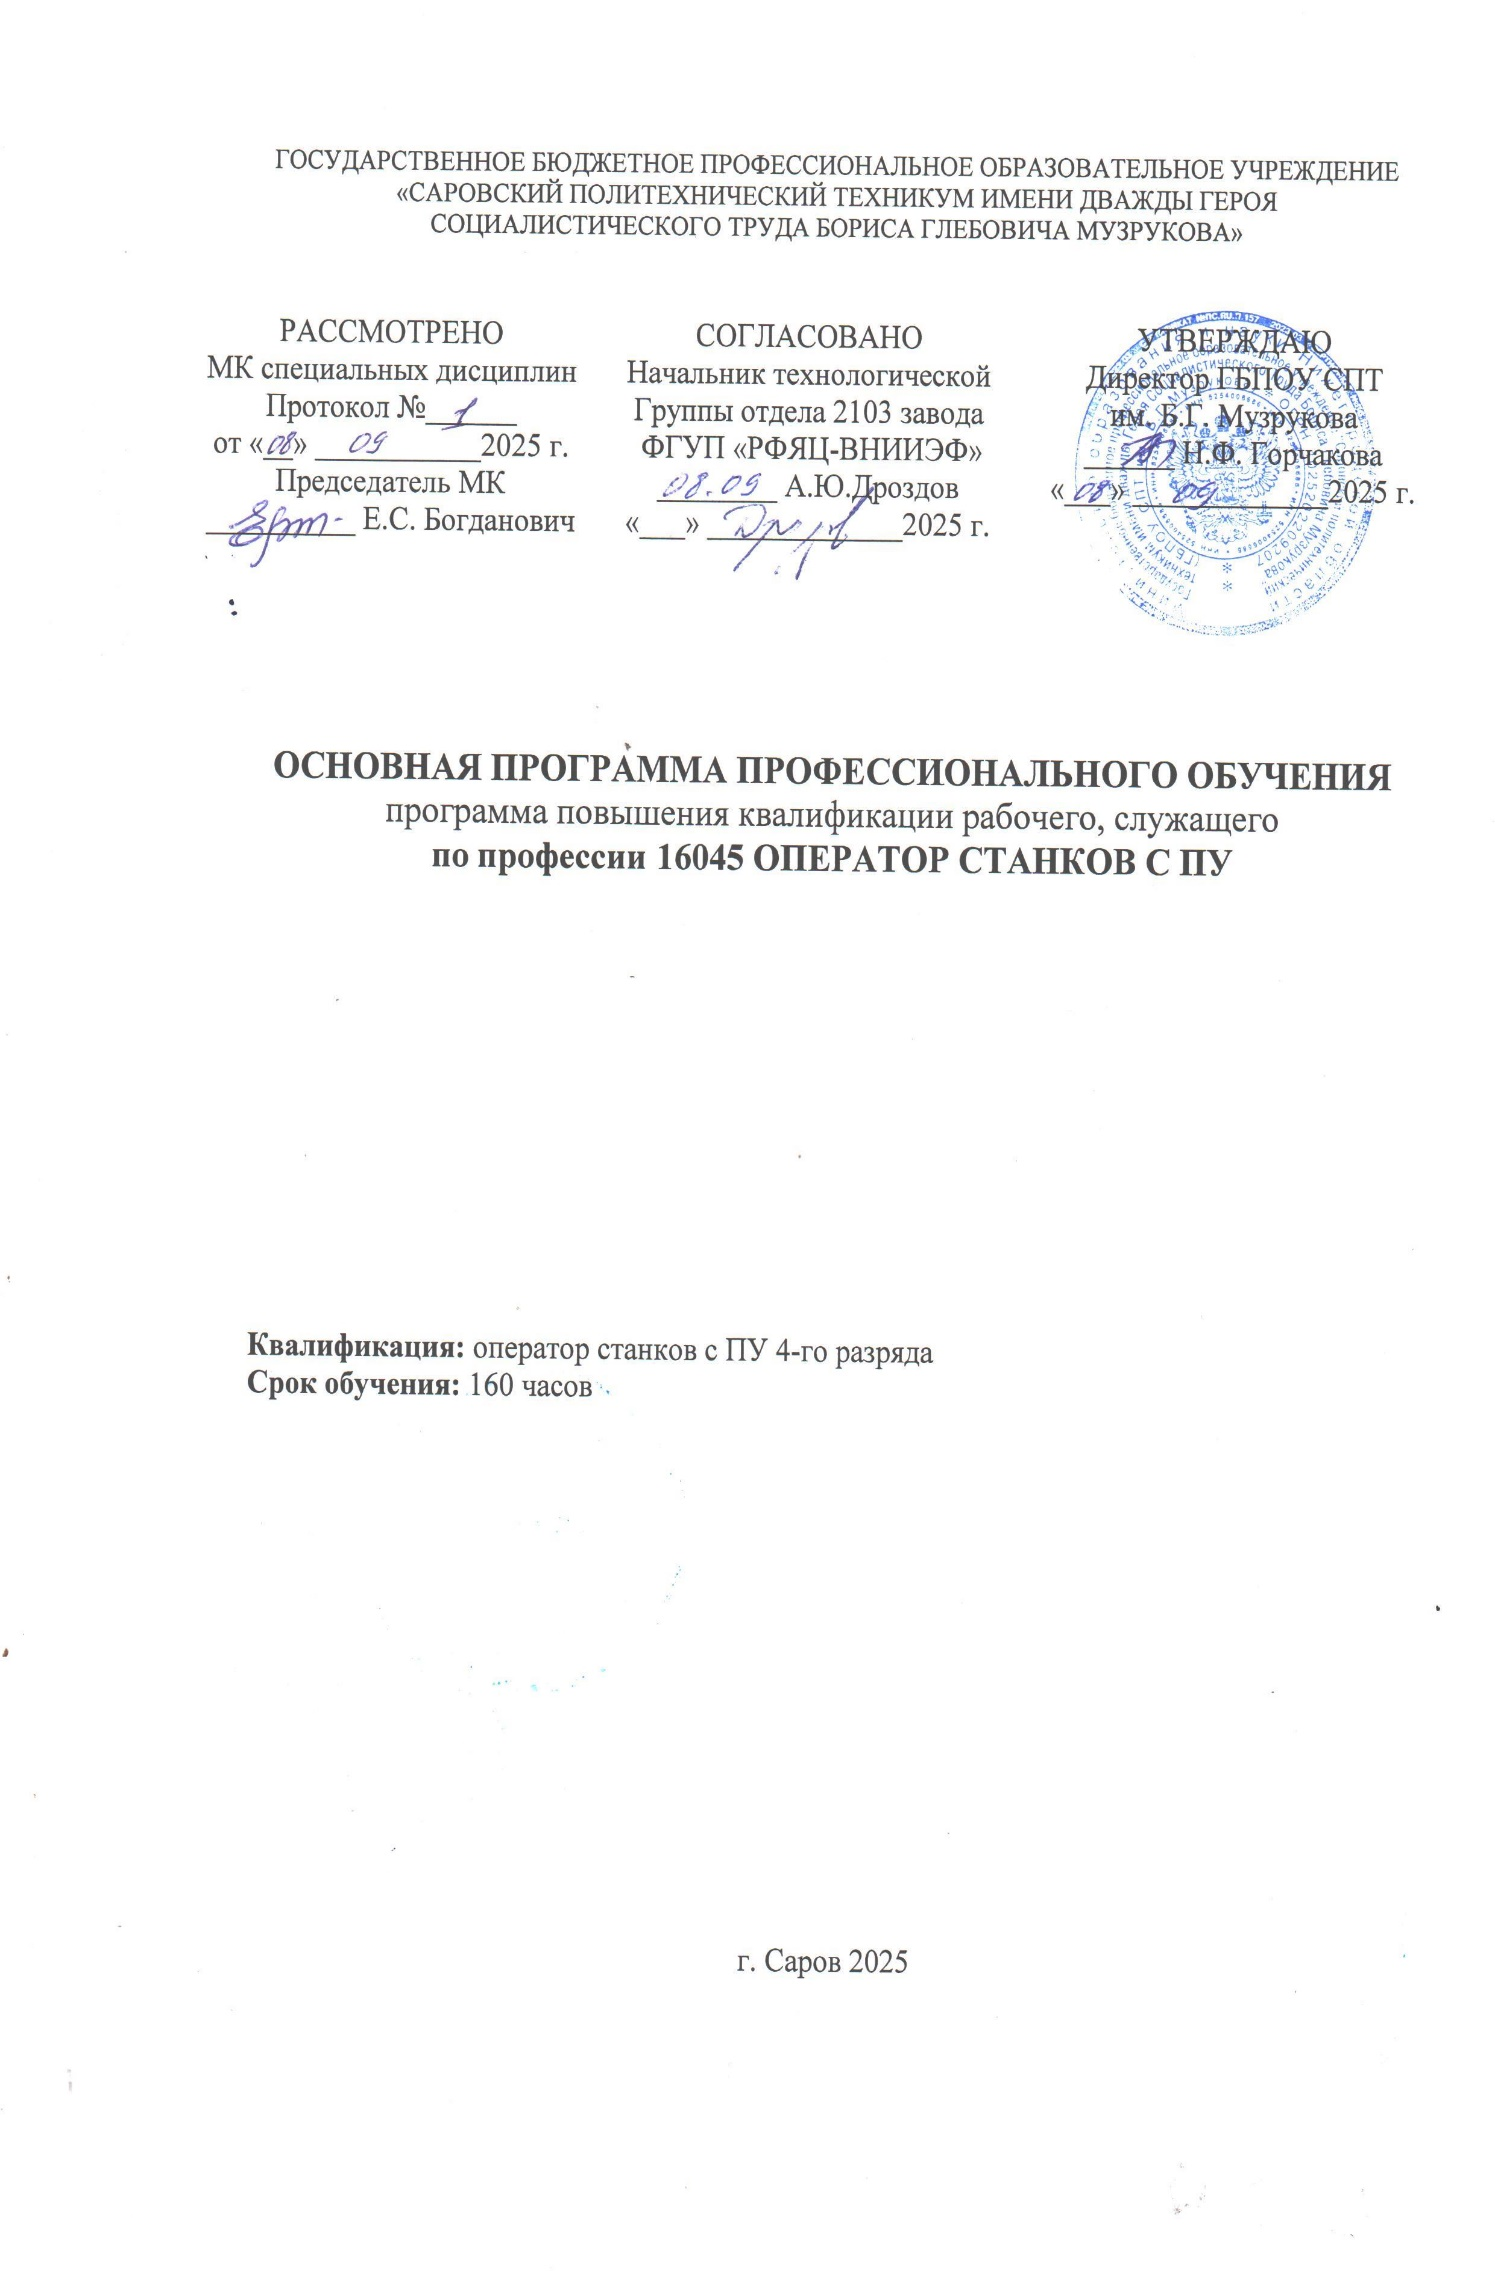 ГОСУДАРСТВЕННОЕ БЮДЖЕТНОЕ ПРОФЕССИОНАЛЬНОЕ ОБРАЗОВАТЕЛЬНОЕ УЧРЕЖДЕНИЕ
«САРОВСКИЙ ПОЛИТЕХНИЧЕСКИЙ ТЕХНИКУМ ИМЕНИ ДВАЖДЫ ГЕРОЯ
СОЦИАЛИСТИЧЕСКОГО ТРУДА БОРИСА ГЛЕБОВИЧА МУЗРУКОВА»
РАССМОТРЕНО
МК специальных дисциплин
Протокол № 1
от «08» 09 2025 г.
Председатель МК
Е.С. Богданович
СОГЛАСОВАНО
Начальник технологической
Группы отдела 2103 завода
ФГУП «РФЯЦ-ВНИИЭФ»
08.09 А.Ю.Дроздов
«___» ____________2025 г.
УТВЕРЖДАЮ
Директор ГБПОУ СПТ
им. Б.Г. Музрукова
Н.Ф. Горчакова
«08» 09 2025 г.
ОСНОВНАЯ ПРОГРАММА ПРОФЕССИОНАЛЬНОГО ОБУЧЕНИЯ
программа повышения квалификации рабочего, служащего
по профессии 16045 ОПЕРАТОР СТАНКОВ С ПУ
Квалификация: оператор станков с ПУ 4-го разряда
Срок обучения: 160 часов
г. Саров 2025